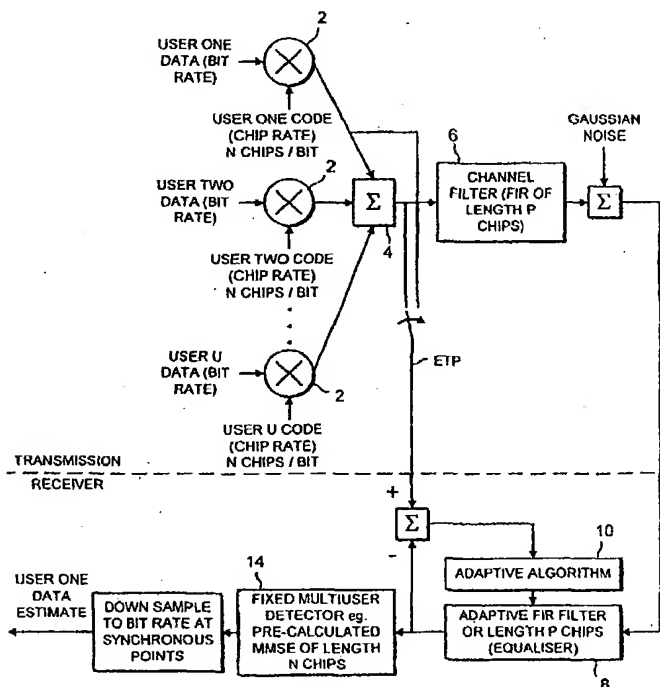 2
USER ONE
DATA (BIT
RATE)
USER ONE CODE
(CHIP RATE)
N CHIPS / BIT
GAUSSIAN
NOISE
6
CHANNEL
FILTER (FIR OF
LENGTH P
CHIPS)
Σ
2
USER TWO
DATA (BIT
RATE)
Σ
4
USER TWO CODE
(CHIP RATE)
N CHIPS / BIT
ETP
USER U
DATA (BIT
RATE)
2
USER U CODE
(CHIP RATE)
N CHIPS / BIT
TRANSMISSION
RECEIVER
+
Σ
-
10
ADAPTIVE ALGORITHM
14
USER ONE
DATA
ESTIMATE
DOWN SAMPLE
TO BIT RATE AT
SYNCHRONOUS
POINTS
FIXED MULTIUSER
DETECTOR eg.
PRE-CALCULATED
MMSE OF LENGTH
N CHIPS
ADAPTIVE FIR FILTER
OR LENGTH P CHIPS
(EQUALISER)
8